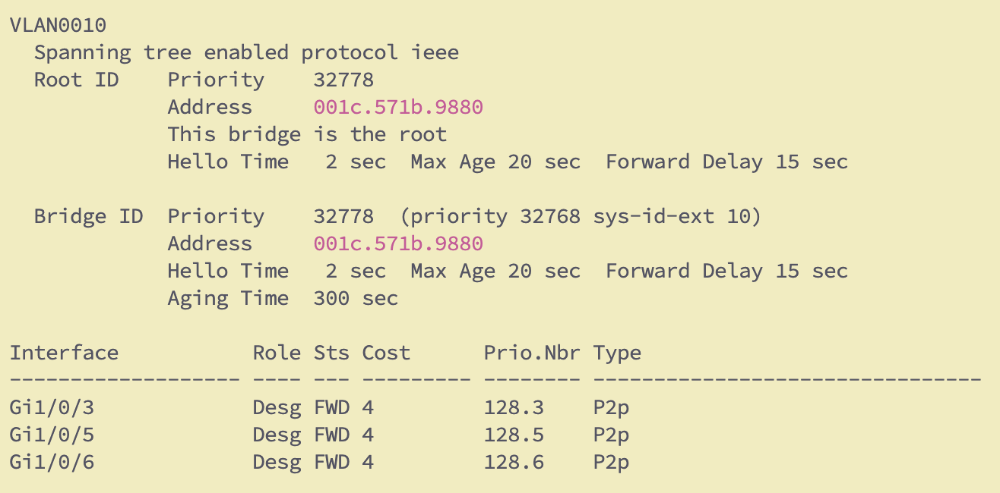 VLAN0010
  Spanning tree enabled protocol ieee
  Root ID    Priority    32778
             Address     001c.571b.9880
             This bridge is the root
             Hello Time   2 sec  Max Age 20 sec  Forward Delay 15 sec

  Bridge ID  Priority    32778  (priority 32768 sys-id-ext 10)
             Address     001c.571b.9880
             Hello Time   2 sec  Max Age 20 sec  Forward Delay 15 sec
             Aging Time  300 sec

Interface           Role Sts Cost      Prio.Nbr Type
------------------- ---- --- --------- -------- --------------------------------
Gi1/0/3             Desg FWD 4         128.3    P2p
Gi1/0/5             Desg FWD 4         128.5    P2p
Gi1/0/6             Desg FWD 4         128.6    P2p